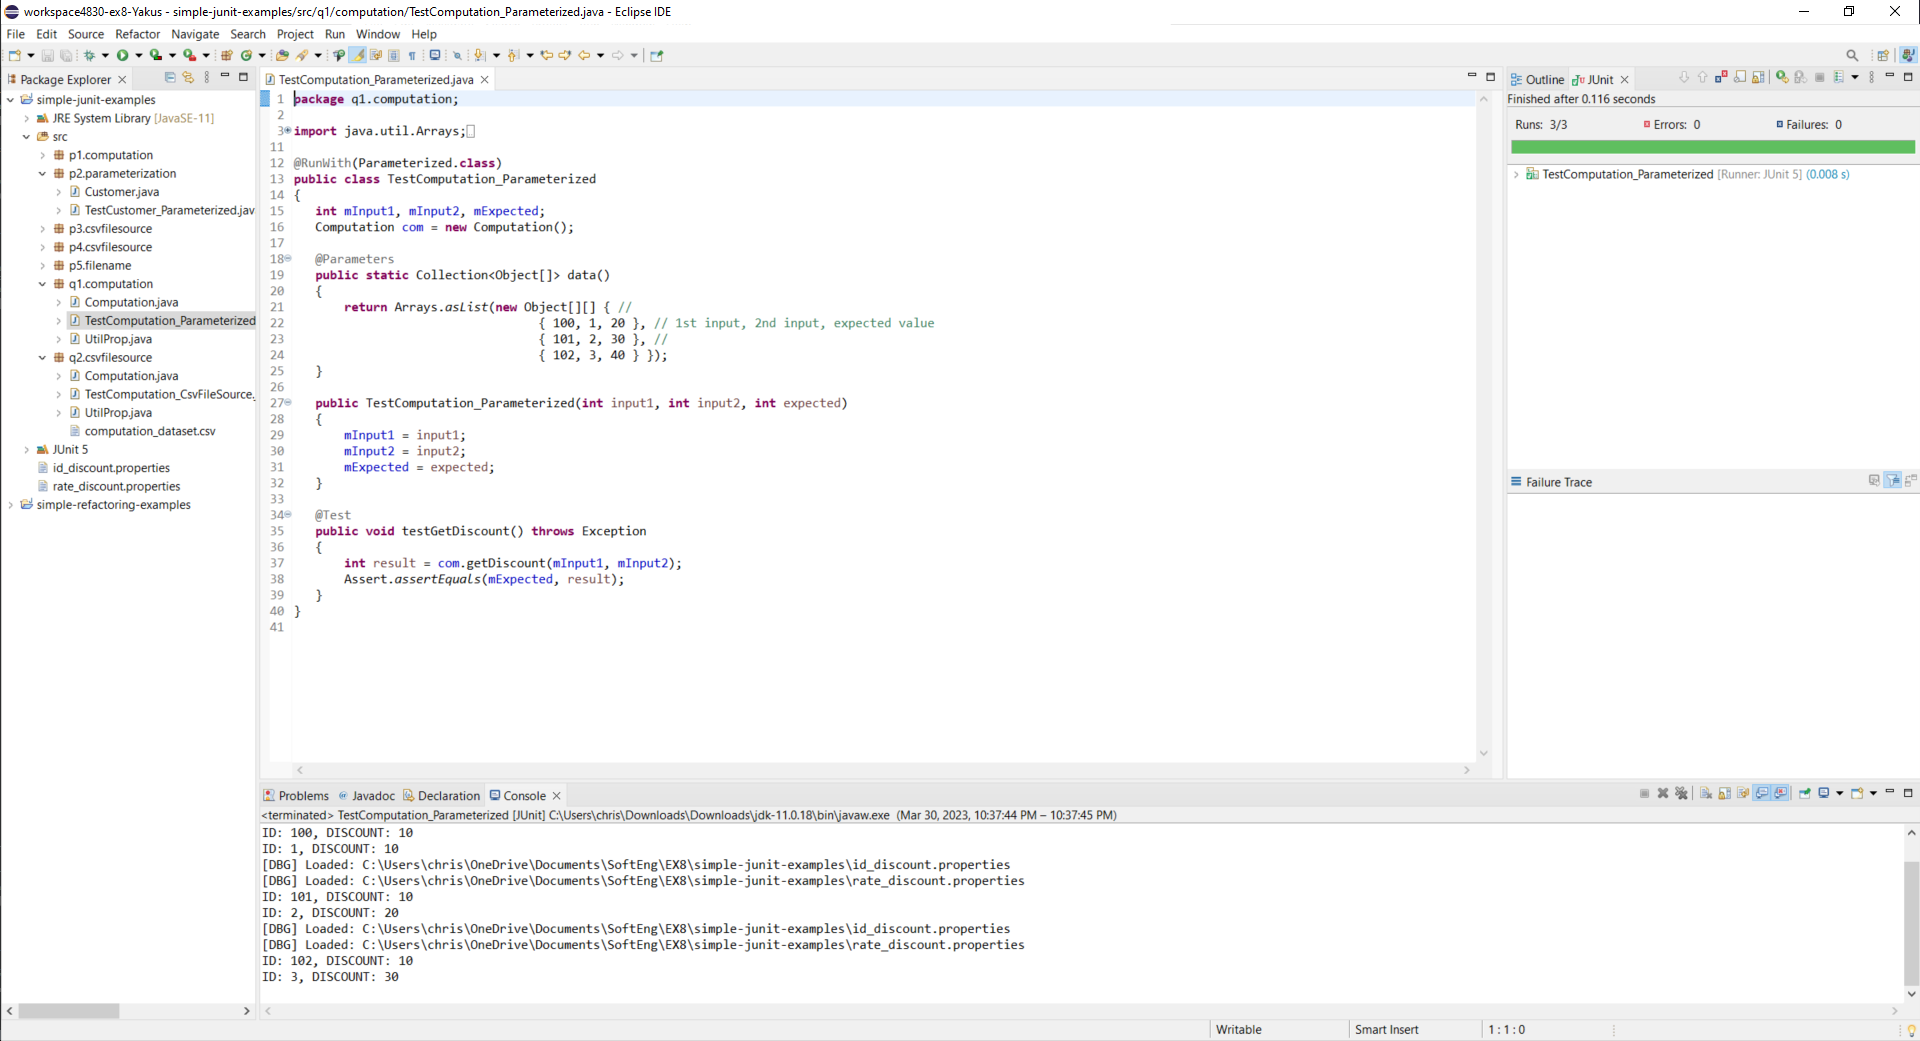 workspace4830-ex8-Yakus - simple-junit-examples/src/q1/computation/TestComputation_Parameterized.java - Eclipse IDE
File Edit Source Refactor Navigate Search Project Run Window Help
Package Explorer
simple-junit-examples
JRE System Library [JavaSE-11]
src
p1.computation
p2.parameterization
Customer.java
TestCustomer_Parameterized.jav
p3.csvfilesource
p4.csvfilesource
p5.filename
q1.computation
Computation.java
TestComputation_Parameterized
UtilProp.java
q2.csvfilesource
Computation.java
TestComputation_CsvFileSource.
UtilProp.java
computation_dataset.csv
JUnit 5
id_discount.properties
rate_discount.properties
simple-refactoring-examples
TestComputation_Parameterized.java
1 package q1.computation;
2
3 import java.util.Arrays;
11
12 @RunWith(Parameterized.class)
13 public class TestComputation_Parameterized
14 {
15 int mInput1, mInput2, mExpected;
16 Computation com = new Computation();
17
18 @Parameters
19 public static Collection<Object[]> data()
20 {
21 return Arrays.asList(new Object[][] { //
22 { 100, 1, 20 }, // 1st input, 2nd input, expected value
23 { 101, 2, 30 }, //
24 { 102, 3, 40 } });
25 }
26
27 public TestComputation_Parameterized(int input1, int input2, int expected)
28 {
29 mInput1 = input1;
30 mInput2 = input2;
31 mExpected = expected;
32 }
33
34 @Test
35 public void testGetDiscount() throws Exception
36 {
37 int result = com.getDiscount(mInput1, mInput2);
38 Assert.assertEquals(mExpected, result);
39 }
40 }
41
Outline JUnit
Finished after 0.116 seconds
Runs: 3/3 Errors: 0 Failures: 0
TestComputation_Parameterized [Runner: JUnit 5] (0.008 s)
Failure Trace
Problems Javadoc Declaration Console
<terminated> TestComputation_Parameterized [JUnit] C:\Users\chris\Downloads\Downloads\jdk-11.0.18\bin\javaw.exe (Mar 30, 2023, 10:37:44 PM – 10:37:45 PM)
ID: 100, DISCOUNT: 10
ID: 1, DISCOUNT: 10
[DBG] Loaded: C:\Users\chris\OneDrive\Documents\SoftEng\EX8\simple-junit-examples\id_discount.properties
[DBG] Loaded: C:\Users\chris\OneDrive\Documents\SoftEng\EX8\simple-junit-examples\rate_discount.properties
ID: 101, DISCOUNT: 10
ID: 2, DISCOUNT: 20
[DBG] Loaded: C:\Users\chris\OneDrive\Documents\SoftEng\EX8\simple-junit-examples\id_discount.properties
[DBG] Loaded: C:\Users\chris\OneDrive\Documents\SoftEng\EX8\simple-junit-examples\rate_discount.properties
ID: 102, DISCOUNT: 10
ID: 3, DISCOUNT: 30
Writable Smart Insert 1 : 1 : 0